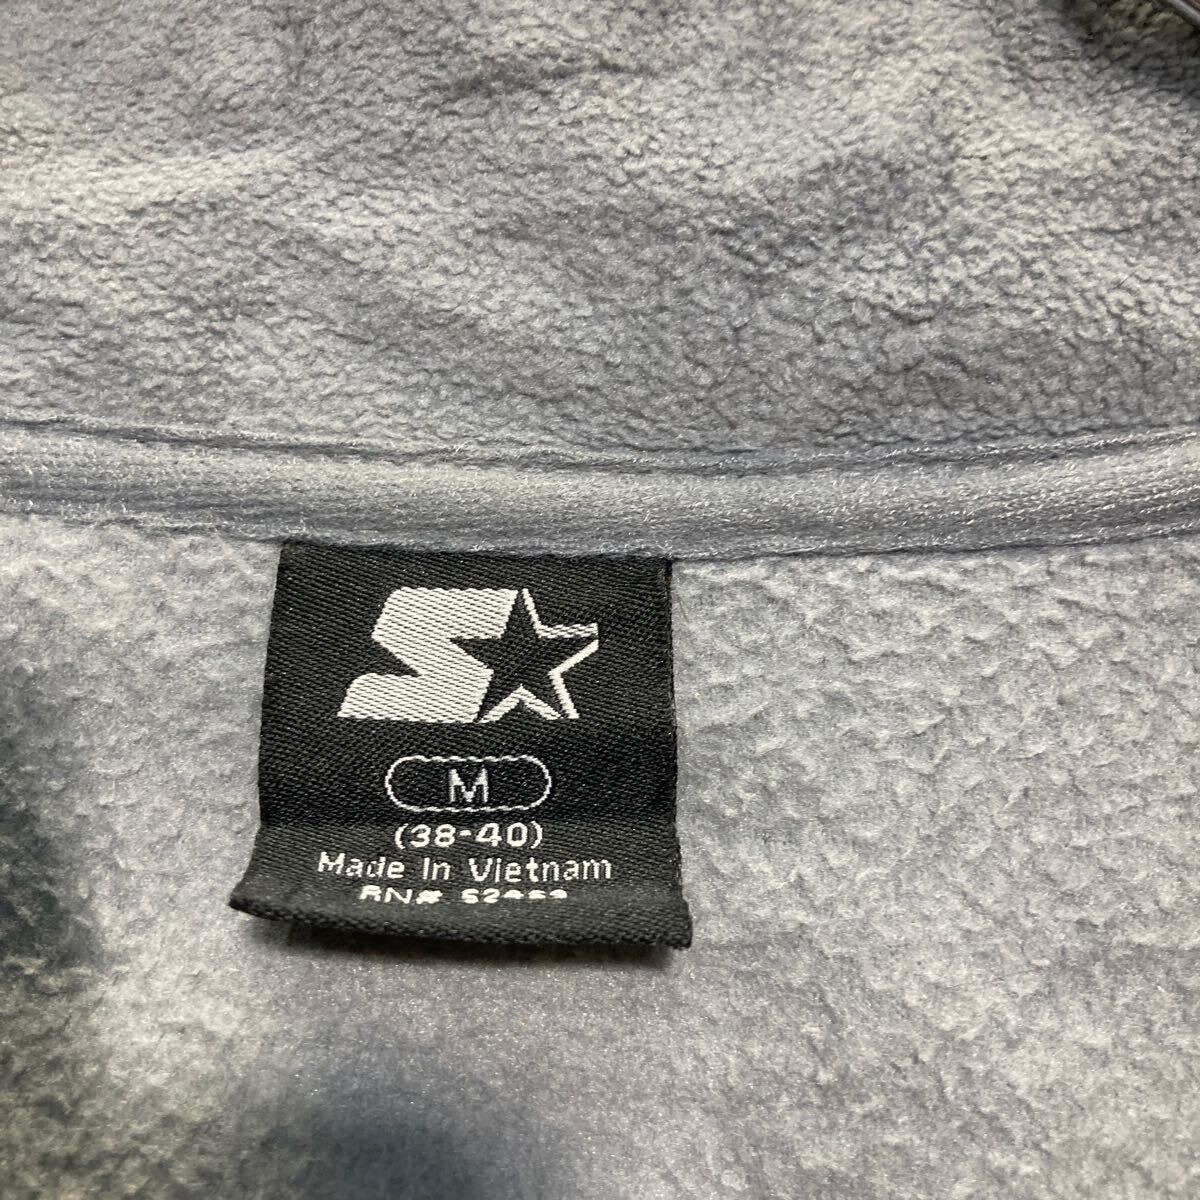 M
(38-40)
Made In Vietnam
RN#